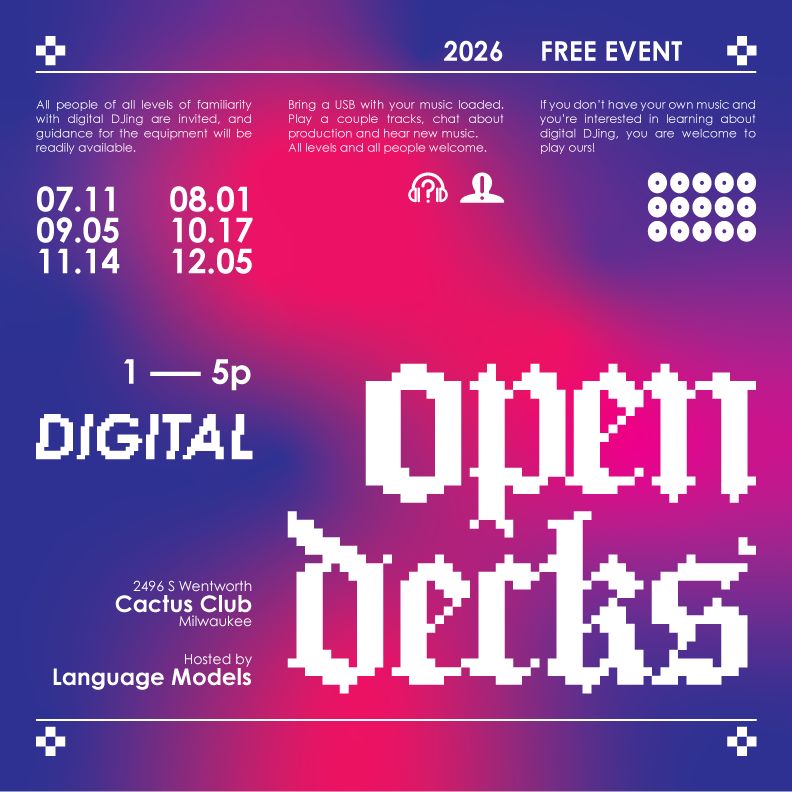 2026 FREE EVENT
All people of all levels of familiarity
with digital DJing are invited, and
guidance for the equipment will be
readily available.
Bring a USB with your music loaded.
Play a couple tracks, chat about
production and hear new music.
All levels and all people welcome.
If you don't have your own music and
you're interested in learning about
digital DJing, you are welcome to
play ours!
07.11 08.01
09.05 10.17
11.14 12.05
1 — 5p
DIGITAL
open
decks
2496 S Wentworth
Cactus Club
Milwaukee
Hosted by
Language Models